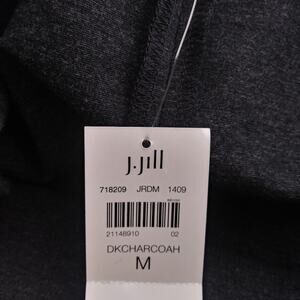 J.Jill
718209 JRDM 1409
21148910 02
DKCHARCOAH
M